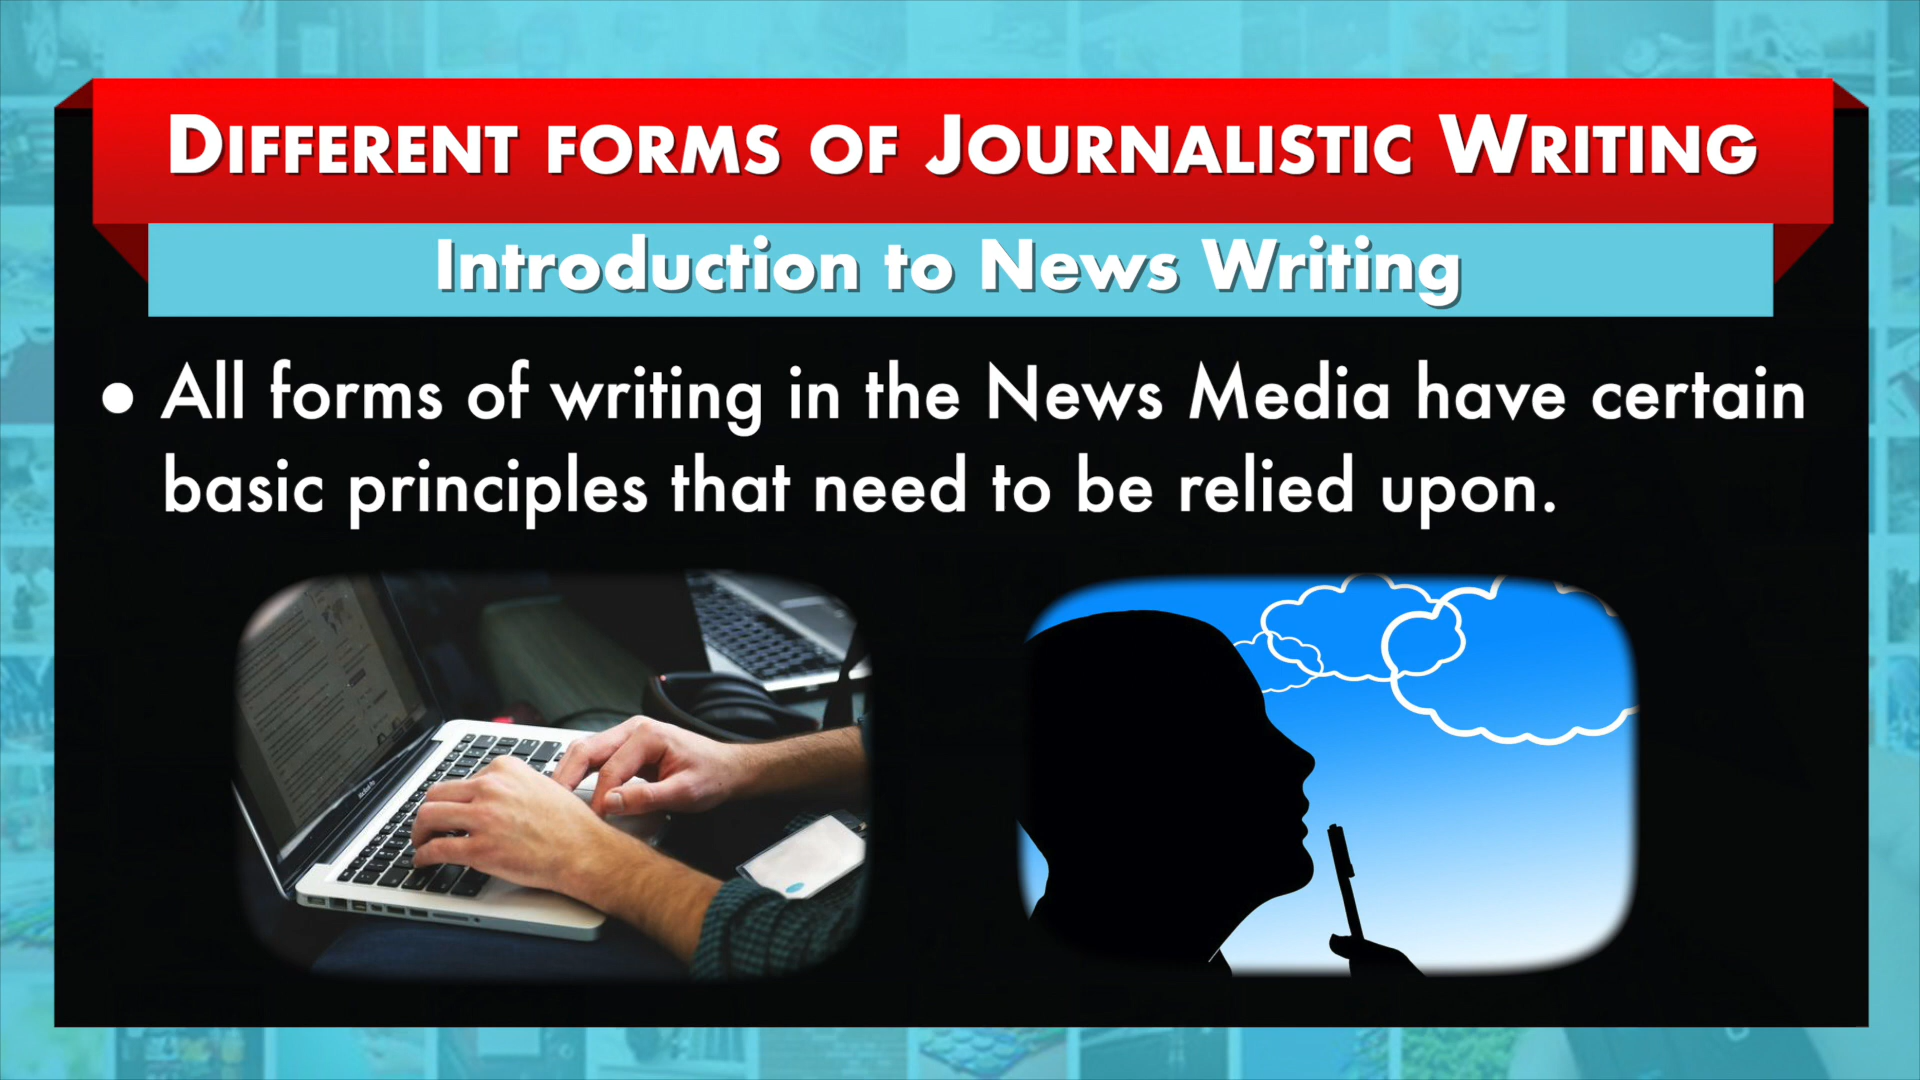 DIFFERENT FORMS OF JOURNALISTIC WRITING
Introduction to News Writing
• All forms of writing in the News Media have certain
basic principles that need to be relied upon.